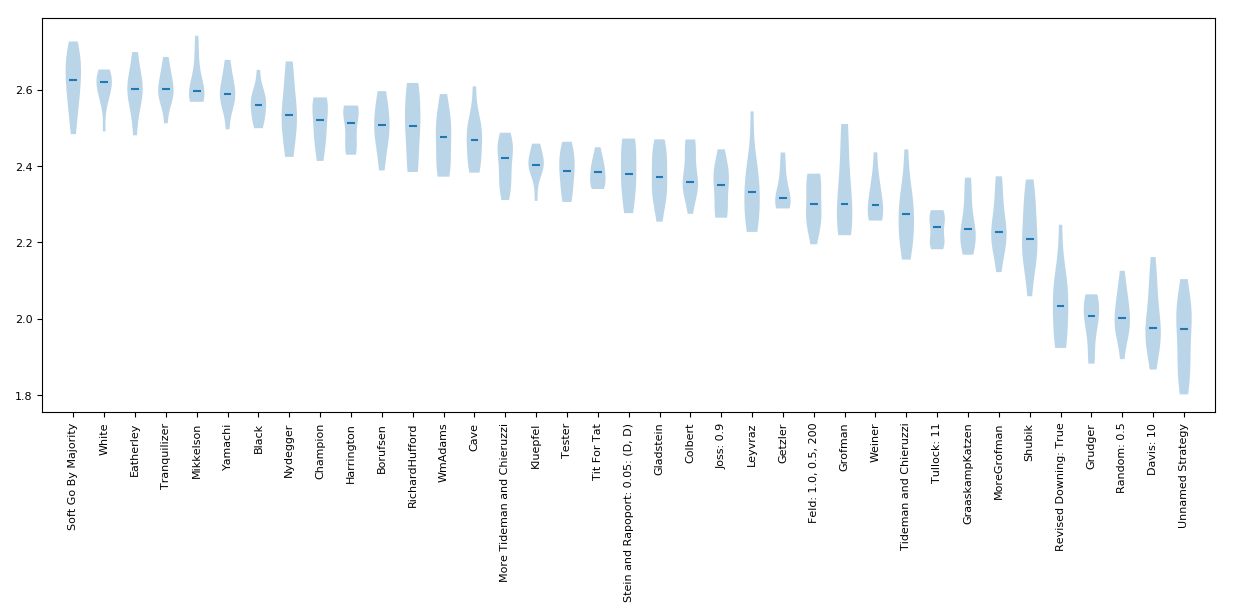 2.6
2.4
2.2
2.0
1.8
Soft Go By Majority
White
Eatherley
Tranquilizer
Mikkelson
Yamachi
Black
Nydegger
Champion
Harrington
Borufsen
RichardHufford
WmAdams
Cave
More Tideman and Chieruzzi
Kluepfel
Tester
Tit For Tat
Stein and Rapoport: 0.05: (D, D)
Gladstein
Colbert
Joss: 0.9
Leyvraz
Getzler
Feld: 1.0, 0.5, 200
Grofman
Weiner
Tideman and Chieruzzi
Tullock: 11
GraaskampKatzen
MoreGrofman
Shubik
Revised Downing: True
Grudger
Random: 0.5
Davis: 10
Unnamed Strategy